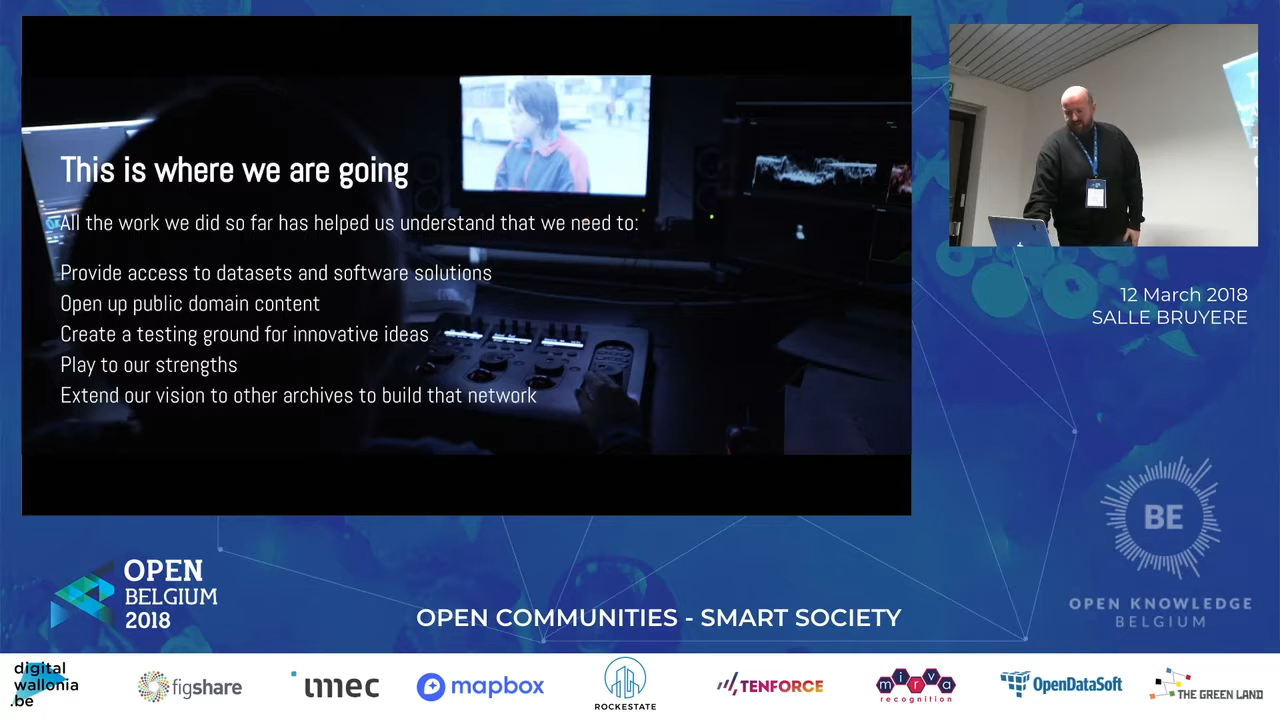 This is where we are going
All the work we did so far has helped us understand that we need to:
Provide access to datasets and software solutions
Open up public domain content
Create a testing ground for innovative ideas
Play to our strengths
Extend our vision to other archives to build that network
12 March 2018
SALLE BRUYERE
BE
OPEN KNOWLEDGE
BELGIUM
OPEN
BELGIUM
2018
OPEN COMMUNITIES - SMART SOCIETY
digital
wallonia
.be
figshare
imec
mapbox
ROCKESTATE
TENFORCE
mirva
recognition
OpenDataSoft
THE GREEN LAND